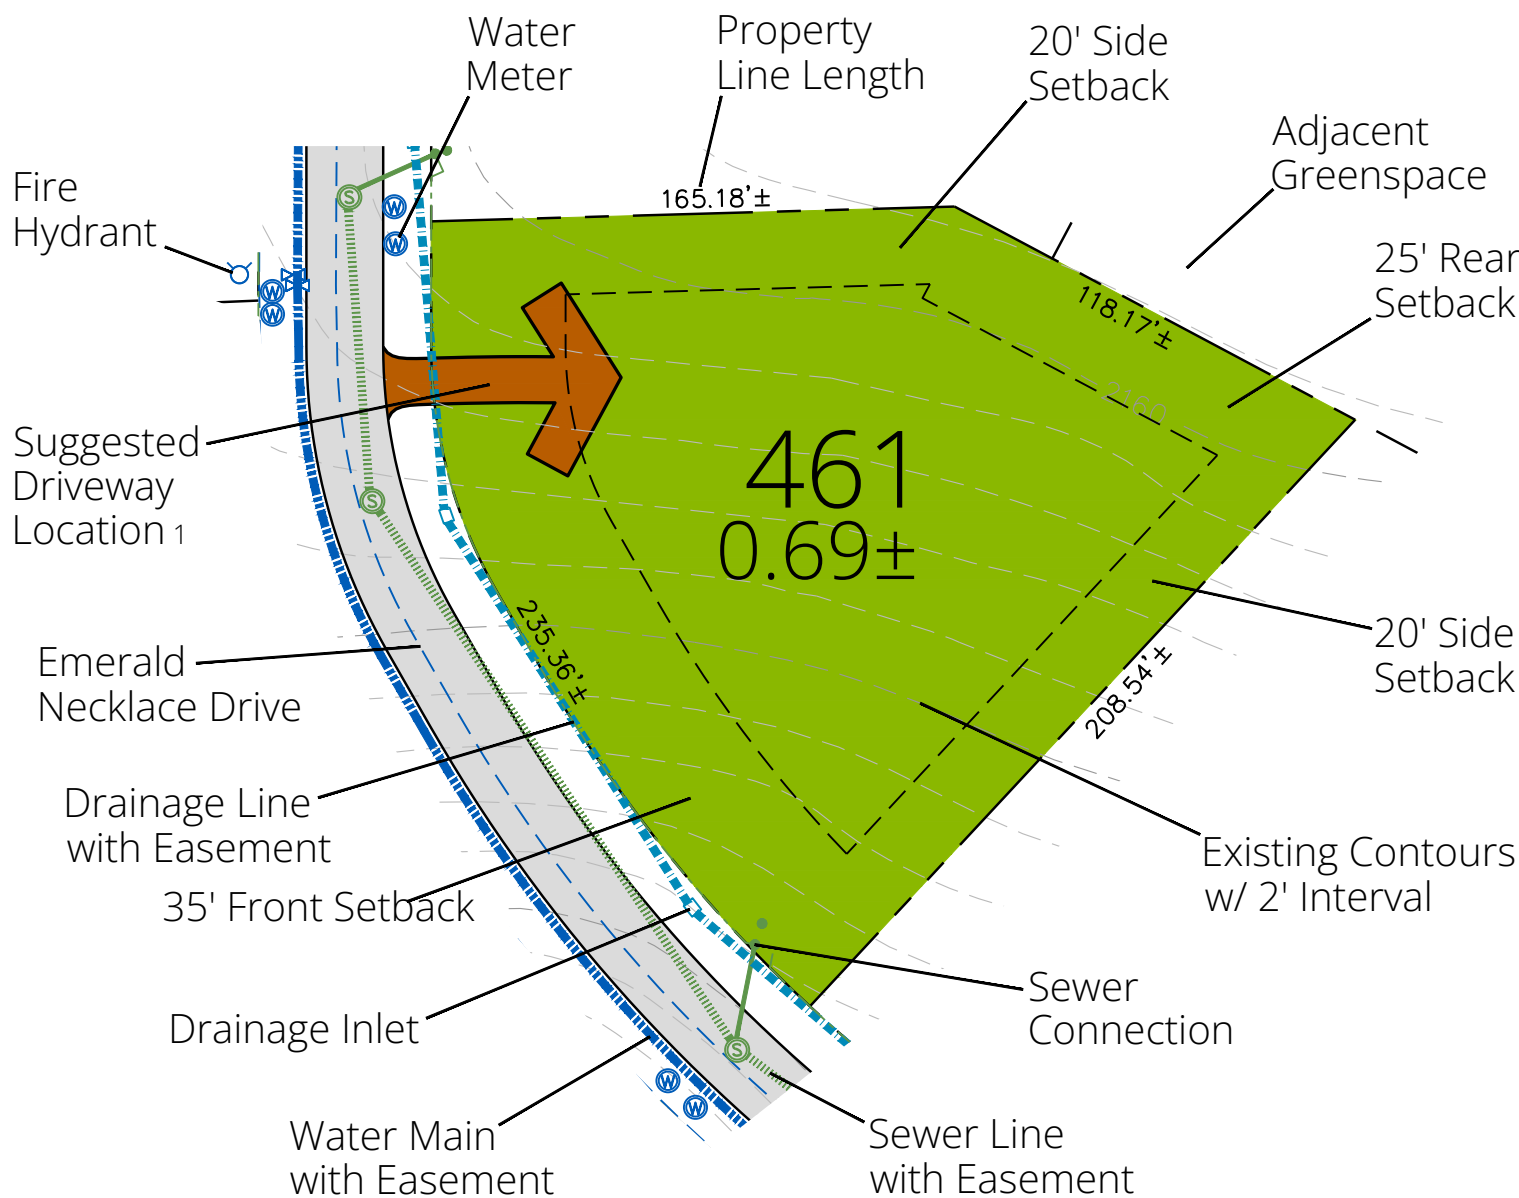 Water
Meter
Property
Line Length
20' Side
Setback
Adjacent
Greenspace
Fire
Hydrant
165.18'±
25' Rear
Setback
118.17'±
2160
Suggested
Driveway
Location 1
461
0.69±
235.36'±
20' Side
Setback
208.54'±
Emerald
Necklace Drive
Drainage Line
with Easement
35' Front Setback
Existing Contours
w/ 2' Interval
Drainage Inlet
Sewer
Connection
Water Main
with Easement
Sewer Line
with Easement
S
W
W
W
W
S
S
W
W